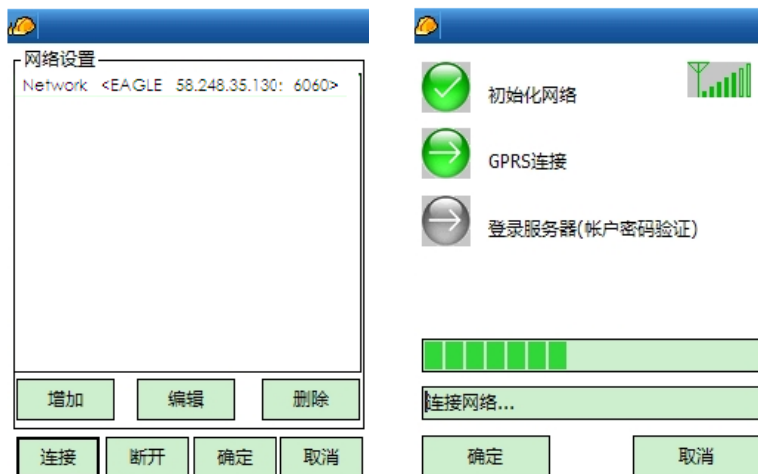 网络设置
Network <EAGLE 58.248.35.130: 6060>
增加 编辑 删除
连接 断开 确定 取消
初始化网络
GPRS连接
登录服务器(帐户密码验证)
连接网络...
确定 取消